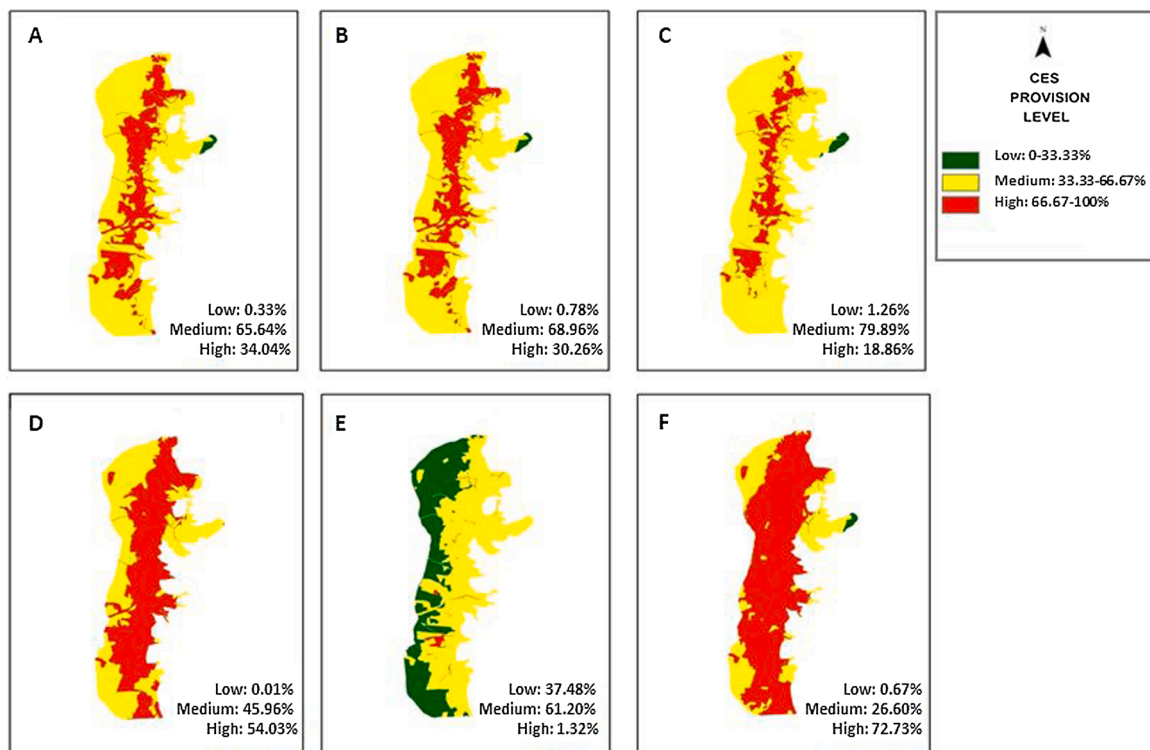 A
Low: 0.33%
Medium: 65.64%
High: 34.04%
B
Low: 0.78%
Medium: 68.96%
High: 30.26%
C
Low: 1.26%
Medium: 79.89%
High: 18.86%
N
CES
PROVISION
LEVEL
Low: 0-33.33%
Medium: 33.33-66.67%
High: 66.67-100%
D
Low: 0.01%
Medium: 45.96%
High: 54.03%
E
Low: 37.48%
Medium: 61.20%
High: 1.32%
F
Low: 0.67%
Medium: 26.60%
High: 72.73%